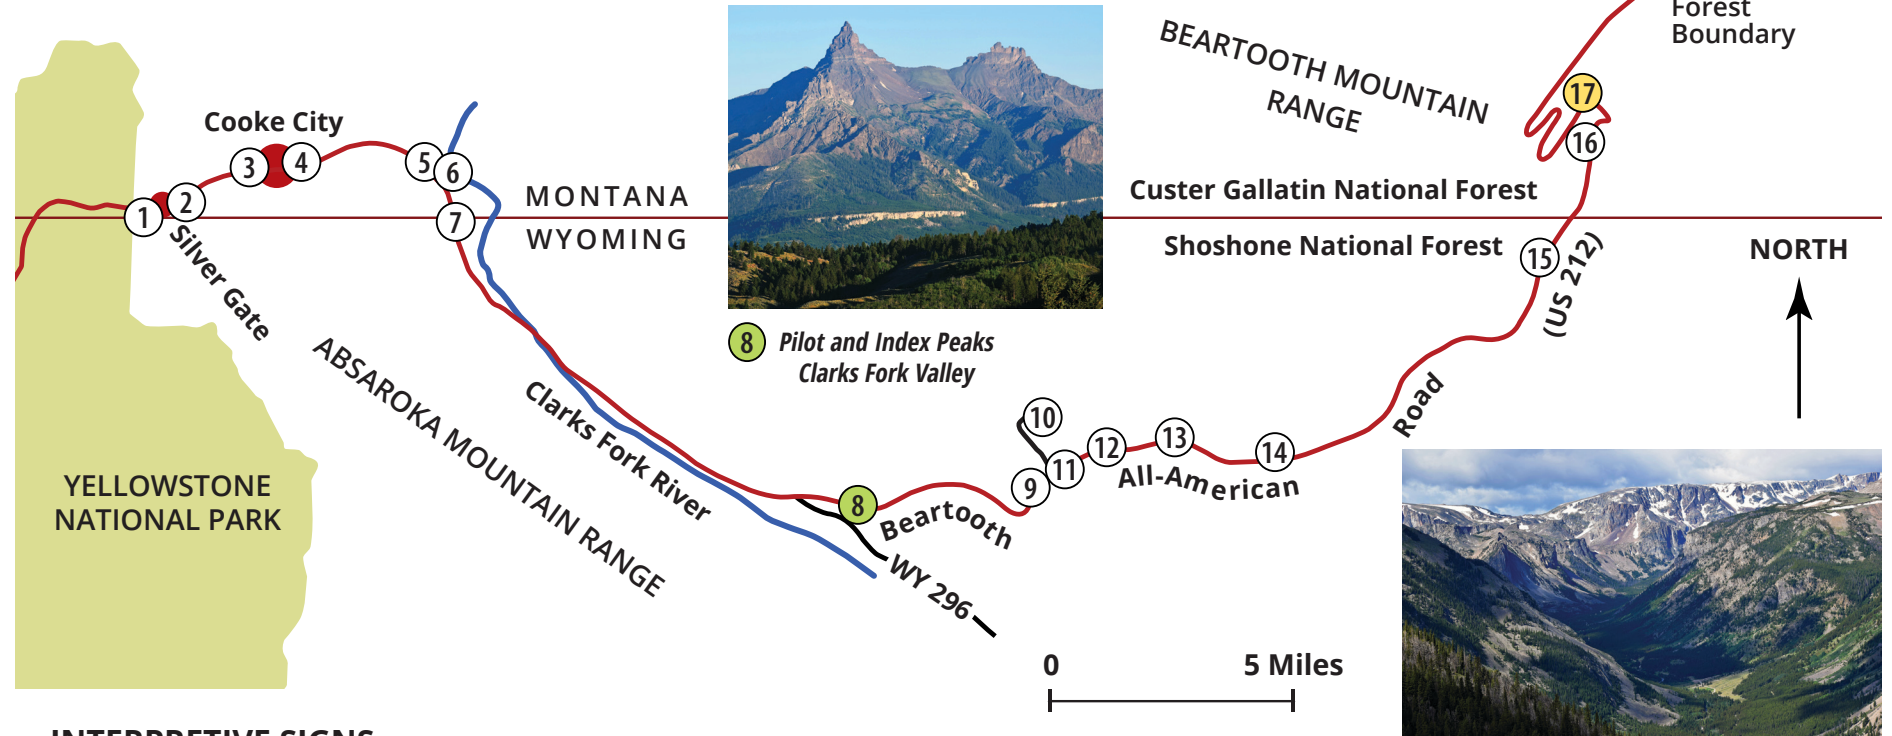 Forest
Boundary
BEARTOOTH MOUNTAIN
RANGE
17
16
Cooke City
3
4
5
6
2
1
7
MONTANA
WYOMING
Custer Gallatin National Forest
Shoshone National Forest
15
(US 212)
NORTH
Silver Gate
8 Pilot and Index Peaks
Clarks Fork Valley
ABSAROKA MOUNTAIN RANGE
Clarks Fork River
YELLOWSTONE
NATIONAL PARK
10
9
11
12
13
14
8
Beartooth
All-American
Road
WY 296
0 5 Miles
INTERPRETIVE SIGNS